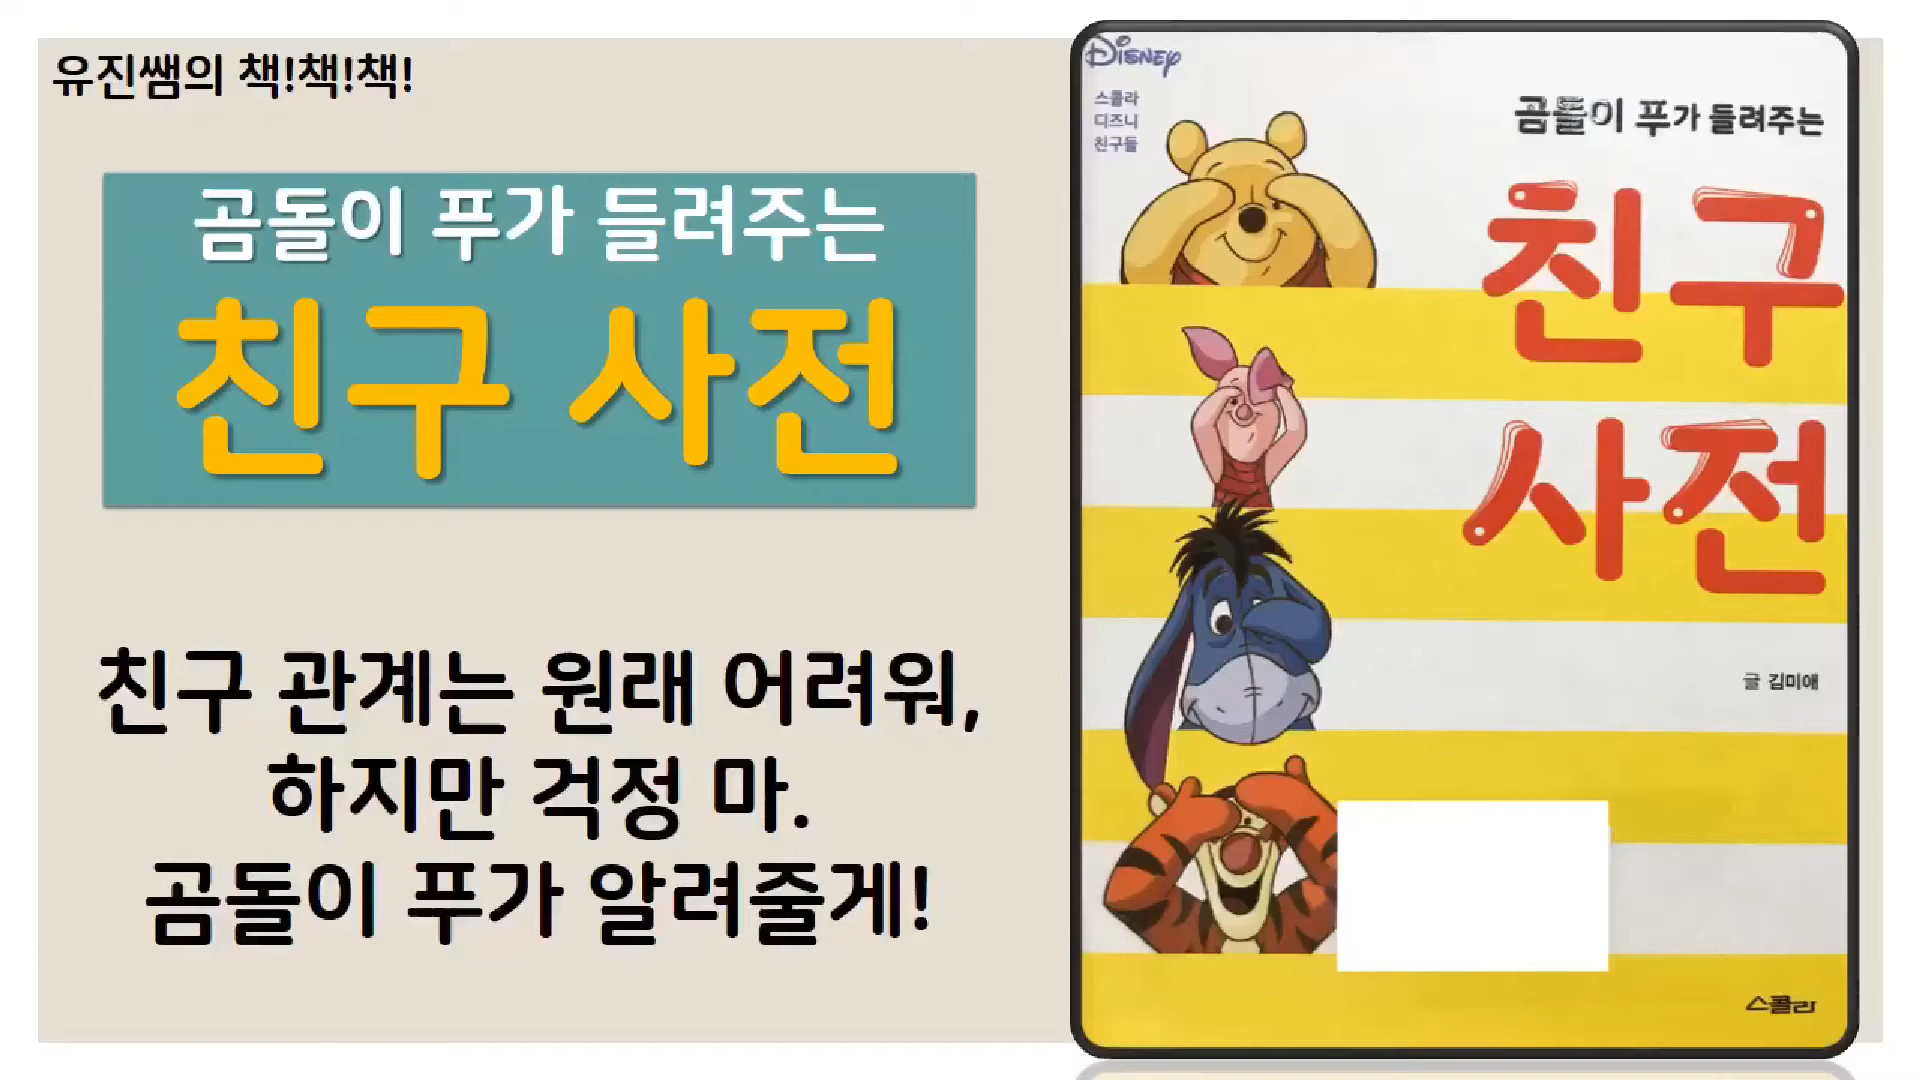 유진쌤의 책!책!책!
곰돌이 푸가 들려주는
친구 사전
친구 관계는 원래 어려워,
하지만 걱정 마.
곰돌이 푸가 알려줄게!
Disney
스콜라
디즈니
친구들
곰돌이 푸가 들려주는
친구
사전
글 김미애
스콜라